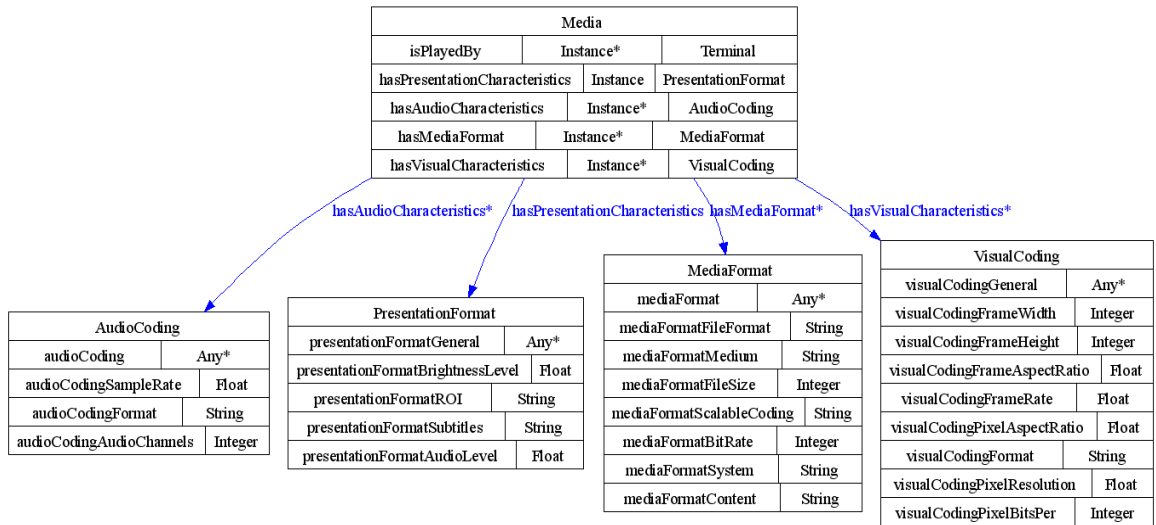 Media
isPlayedBy Instance* Terminal
hasPresentationCharacteristics Instance PresentationFormat
hasAudioCharacteristics Instance* AudioCoding
hasMediaFormat Instance* MediaFormat
hasVisualCharacteristics Instance* VisualCoding
hasAudioCharacteristics* hasPresentationCharacteristics hasMediaFormat* hasVisualCharacteristics*
AudioCoding
audioCoding Any*
audioCodingSampleRate Float
audioCodingFormat String
audioCodingAudioChannels Integer
PresentationFormat
presentationFormatGeneral Any*
presentationFormatBrightnessLevel Float
presentationFormatROI String
presentationFormatSubtitles String
presentationFormatAudioLevel Float
MediaFormat
mediaFormat Any*
mediaFormatFileFormat String
mediaFormatMedium String
mediaFormatFileSize Integer
mediaFormatScalableCoding String
mediaFormatBitRate Integer
mediaFormatSystem String
mediaFormatContent String
VisualCoding
visualCodingGeneral Any*
visualCodingFrameWidth Integer
visualCodingFrameHeight Integer
visualCodingFrameAspectRatio Float
visualCodingFrameRate Float
visualCodingPixelAspectRatio Float
visualCodingFormat String
visualCodingPixelResolution Float
visualCodingPixelBitsPer Integer